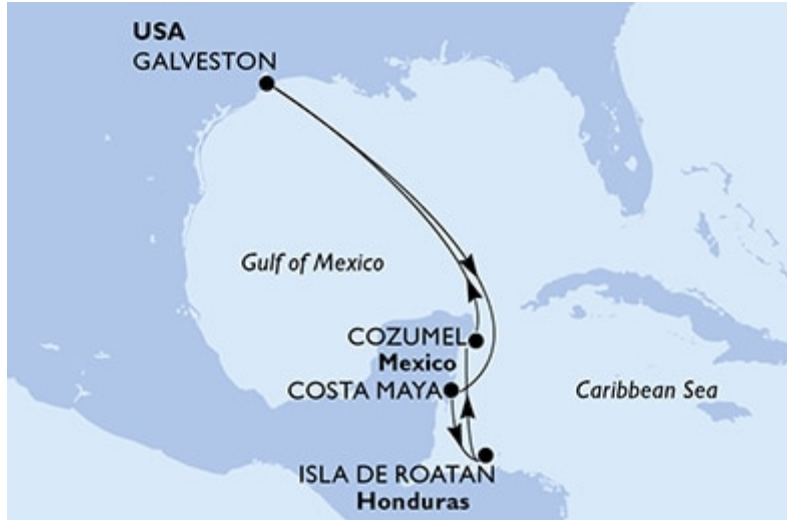 USA
GALVESTON
Gulf of Mexico
COZUMEL
Mexico
COSTA MAYA
Caribbean Sea
ISLA DE ROATAN
Honduras